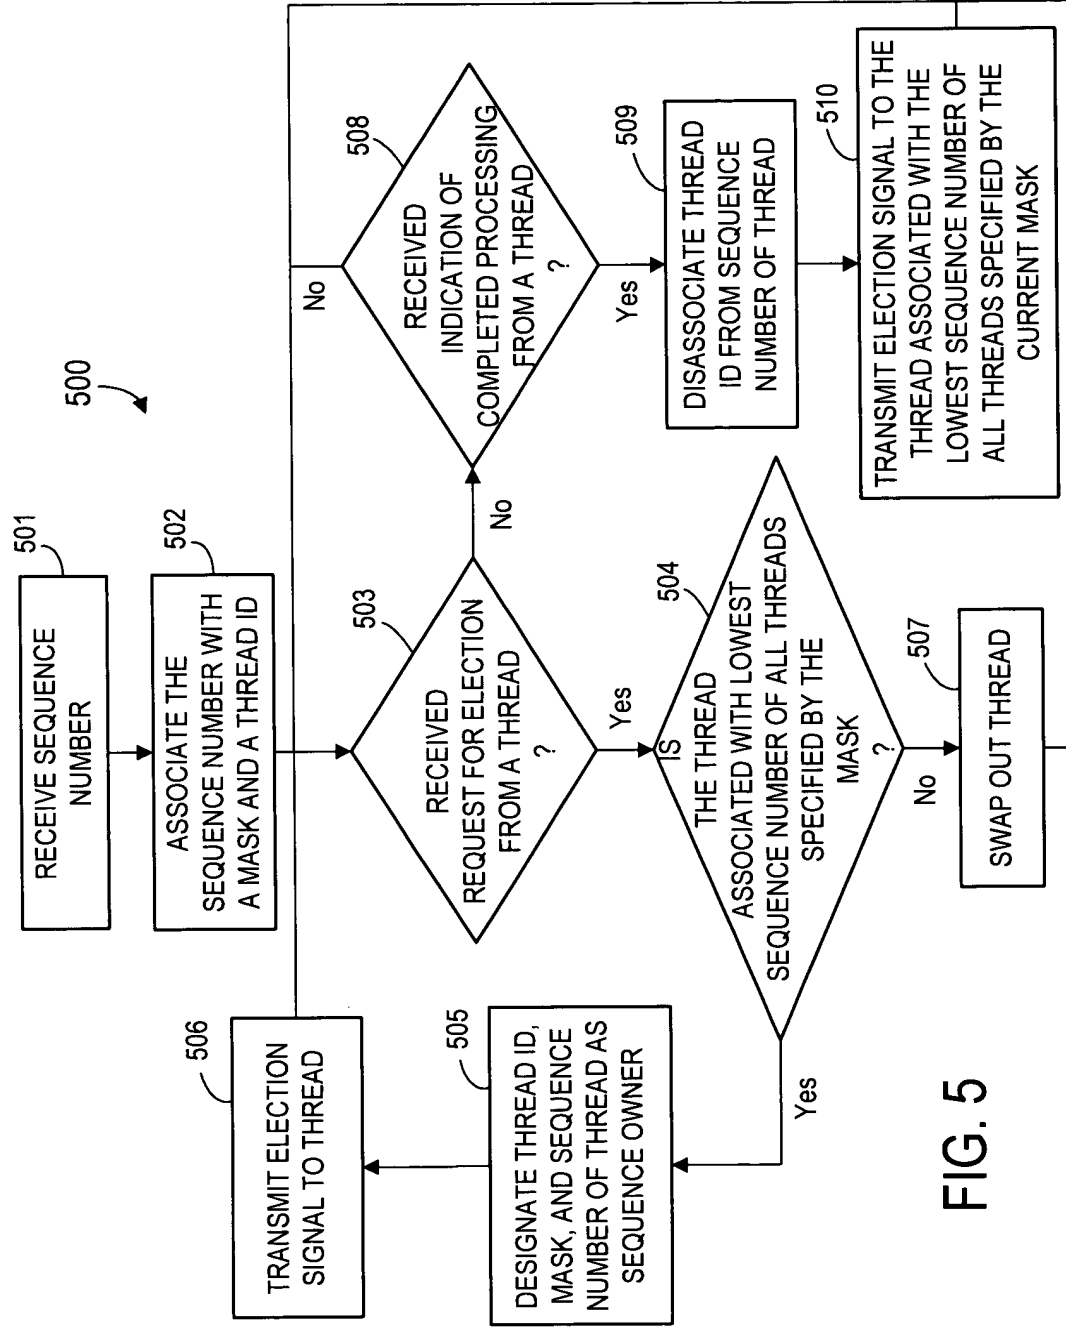 500
501
RECEIVE SEQUENCE
NUMBER
502
ASSOCIATE THE
SEQUENCE NUMBER WITH
A MASK AND A THREAD ID
503
RECEIVED
REQUEST FOR ELECTION
FROM A THREAD
?
No
Yes
504
IS
THE THREAD
ASSOCIATED WITH LOWEST
SEQUENCE NUMBER OF ALL THREADS
SPECIFIED BY THE
MASK
?
Yes
No
505
DESIGNATE THREAD ID,
MASK, AND SEQUENCE
NUMBER OF THREAD AS
SEQUENCE OWNER
506
TRANSMIT ELECTION
SIGNAL TO THREAD
507
SWAP OUT THREAD
508
RECEIVED
INDICATION OF
COMPLETED PROCESSING
FROM A THREAD
?
No
Yes
509
DISASSOCIATE THREAD
ID FROM SEQUENCE
NUMBER OF THREAD
510
TRANSMIT ELECTION SIGNAL TO THE
THREAD ASSOCIATED WITH THE
LOWEST SEQUENCE NUMBER OF
ALL THREADS SPECIFIED BY THE
CURRENT MASK
FIG. 5